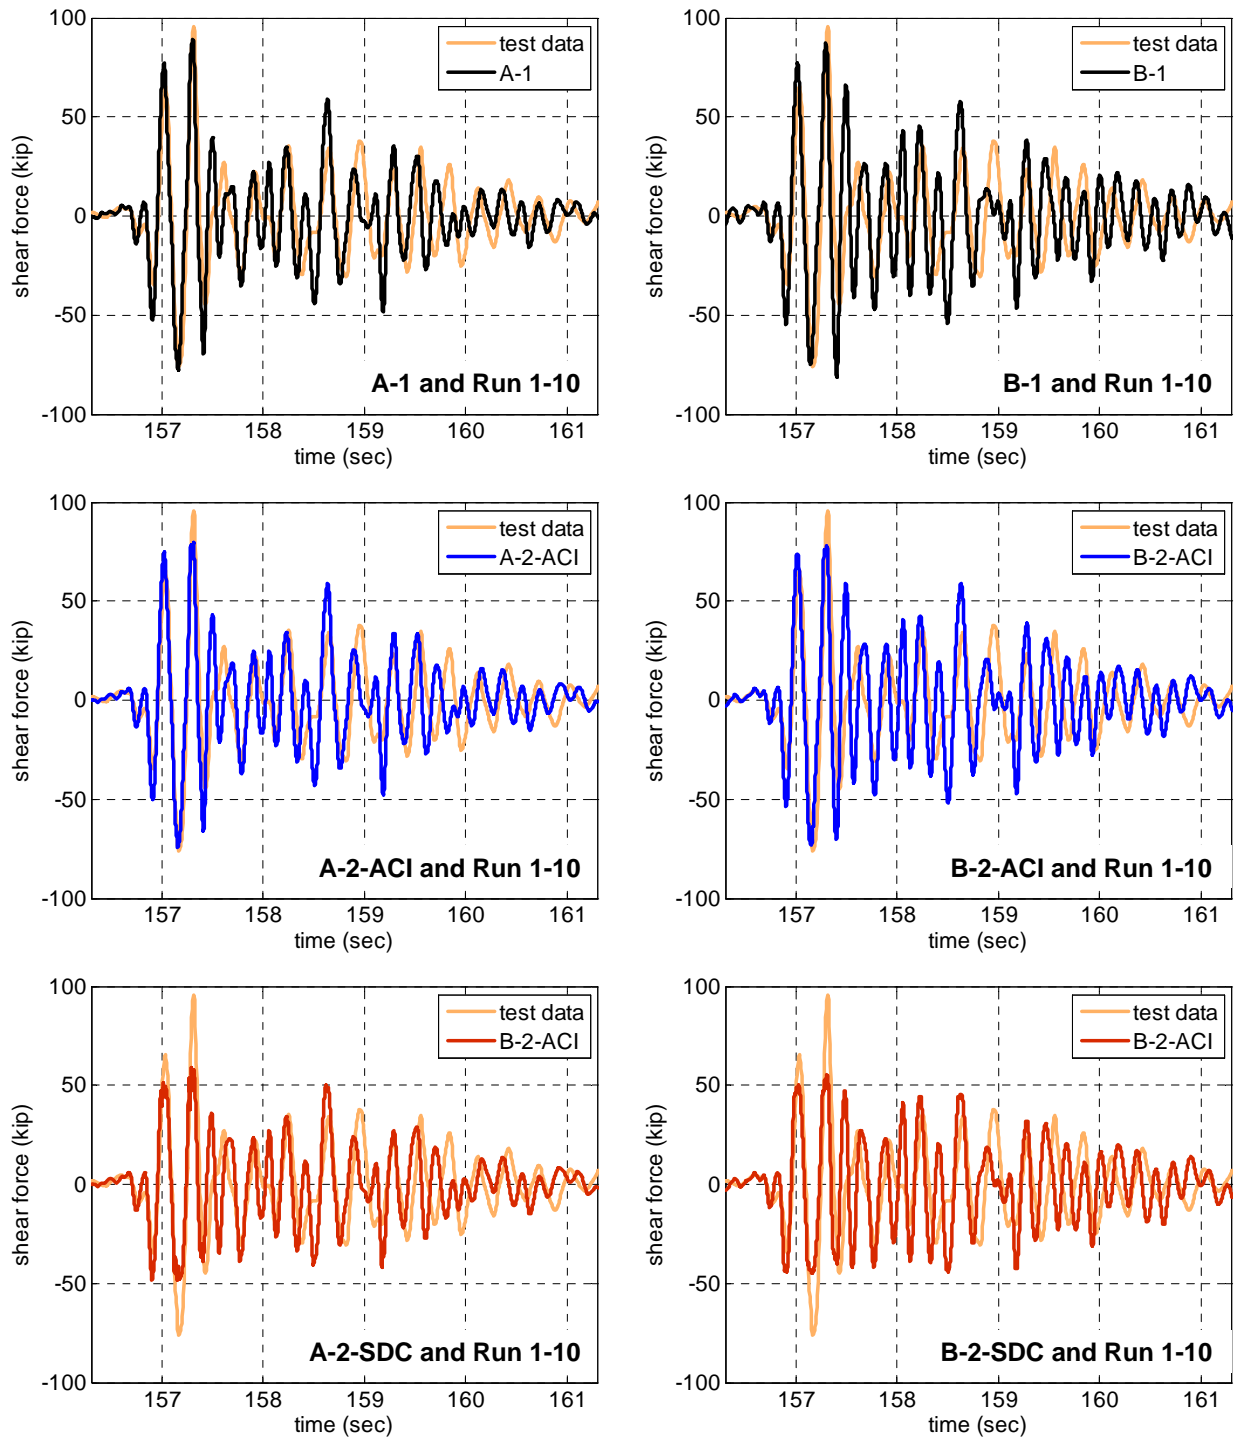 100
50
0
-50
-100
shear force (kip)
test data
A-1
A-1 and Run 1-10
157
158
159
160
161
time (sec)
100
50
0
-50
-100
shear force (kip)
test data
B-1
B-1 and Run 1-10
157
158
159
160
161
time (sec)
100
50
0
-50
-100
shear force (kip)
test data
A-2-ACI
A-2-ACI and Run 1-10
157
158
159
160
161
time (sec)
100
50
0
-50
-100
shear force (kip)
test data
B-2-ACI
B-2-ACI and Run 1-10
157
158
159
160
161
time (sec)
100
50
0
-50
-100
shear force (kip)
test data
B-2-ACI
A-2-SDC and Run 1-10
157
158
159
160
161
time (sec)
100
50
0
-50
-100
shear force (kip)
test data
B-2-ACI
B-2-SDC and Run 1-10
157
158
159
160
161
time (sec)